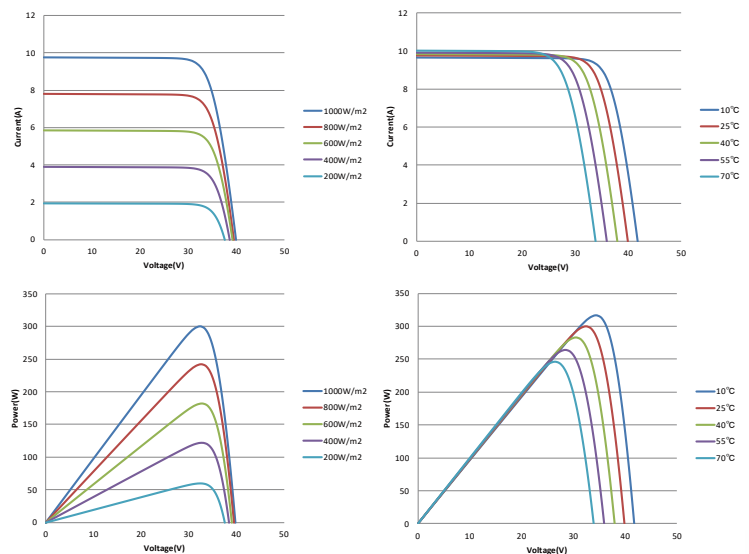 12
10
8
6
4
2
0
0 10 20 30 40 50
Current(A)
Voltage(V)
1000W/m2
800W/m2
600W/m2
400W/m2
200W/m2
12
10
8
6
4
2
0
0 10 20 30 40 50
Current(A)
Voltage(V)
10℃
25℃
40℃
55℃
70℃
350
300
250
200
150
100
50
0
0 10 20 30 40 50
Power(W)
Voltage(V)
1000W/m2
800W/m2
600W/m2
400W/m2
200W/m2
350
300
250
200
150
100
50
0
0 10 20 30 40 50
Power(W)
Voltage(V)
10℃
25℃
40℃
55℃
70℃